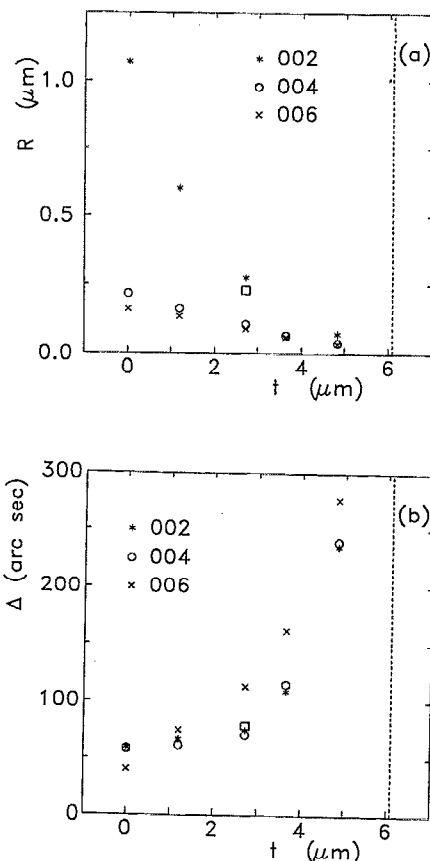 (a)
* 002
o 004
× 006
R (μm)
1.0
0.5
0.0
0 2 4 6
t (μm)
(b)
* 002
o 004
× 006
Δ (arc sec)
300
200
100
0
0 2 4 6
t (μm)